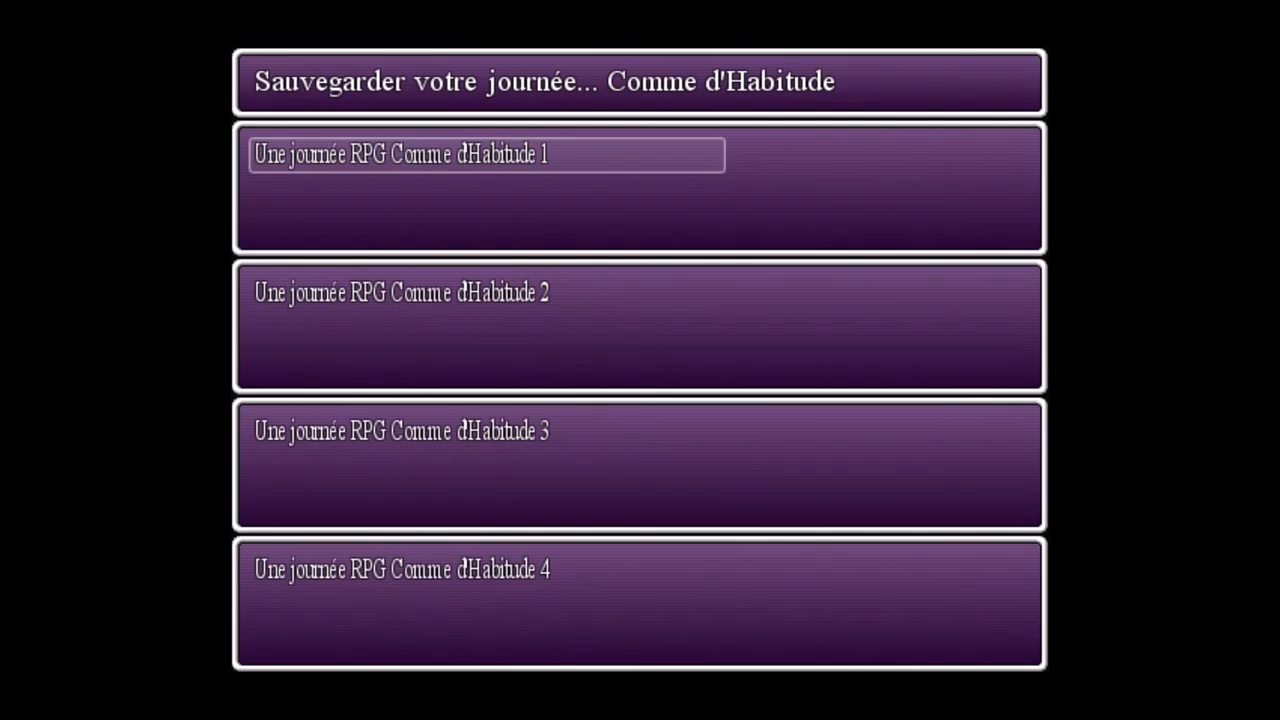 Sauvegarder votre journée... Comme d'Habitude
Une journée RPG Comme d'Habitude 1
Une journée RPG Comme d'Habitude 2
Une journée RPG Comme d'Habitude 3
Une journée RPG Comme d'Habitude 4